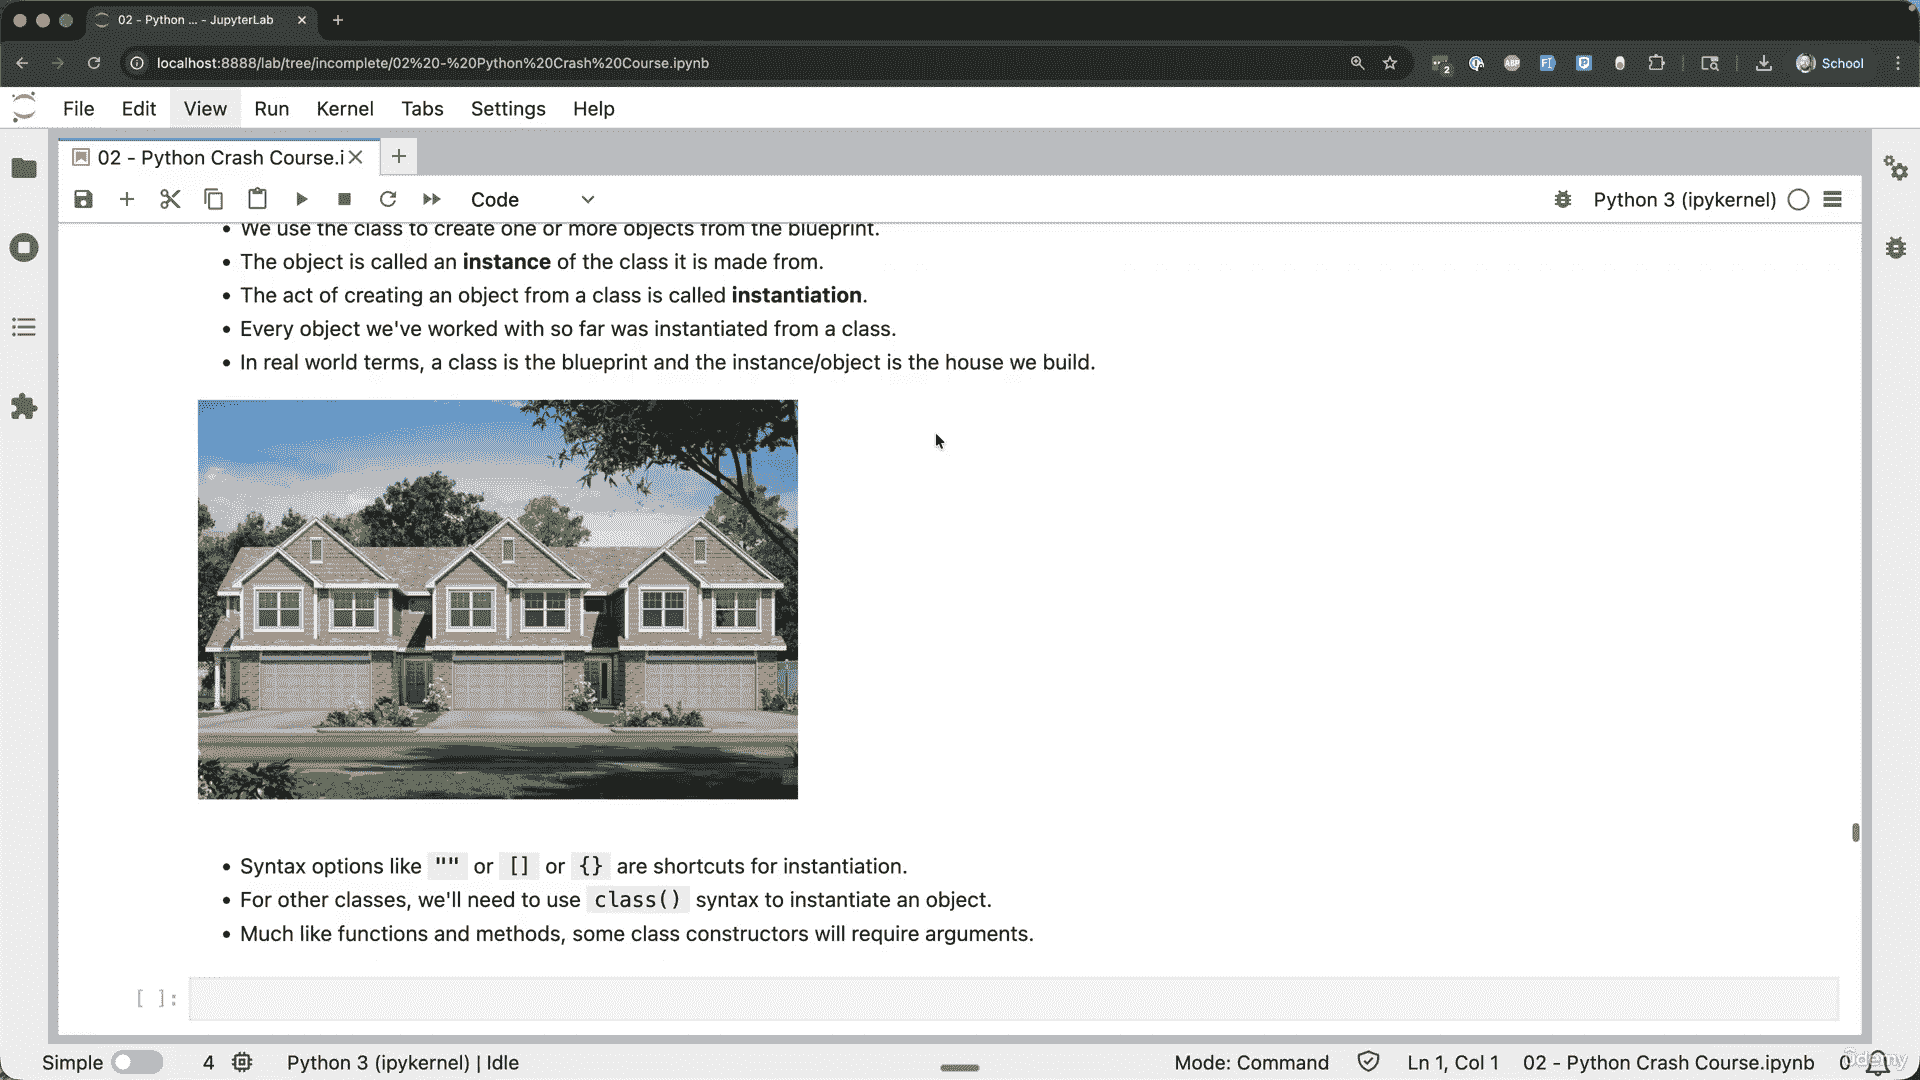 02 - Python ... - JupyterLab
localhost:8888/lab/tree/incomplete/02%20-%20Python%20Crash%20Course.ipynb
2
ABP
School
File Edit View Run Kernel Tabs Settings Help
02 - Python Crash Course.i
Code
Python 3 (ipykernel)
• We use the class to create one or more objects from the blueprint.
• The object is called an instance of the class it is made from.
• The act of creating an object from a class is called instantiation.
• Every object we've worked with so far was instantiated from a class.
• In real world terms, a class is the blueprint and the instance/object is the house we build.
• Syntax options like "" or [] or {} are shortcuts for instantiation.
• For other classes, we'll need to use class() syntax to instantiate an object.
• Much like functions and methods, some class constructors will require arguments.
[ ]:
Simple 4 Python 3 (ipykernel) | Idle Mode: Command Ln 1, Col 1 02 - Python Crash Course.ipynb 0
udemy